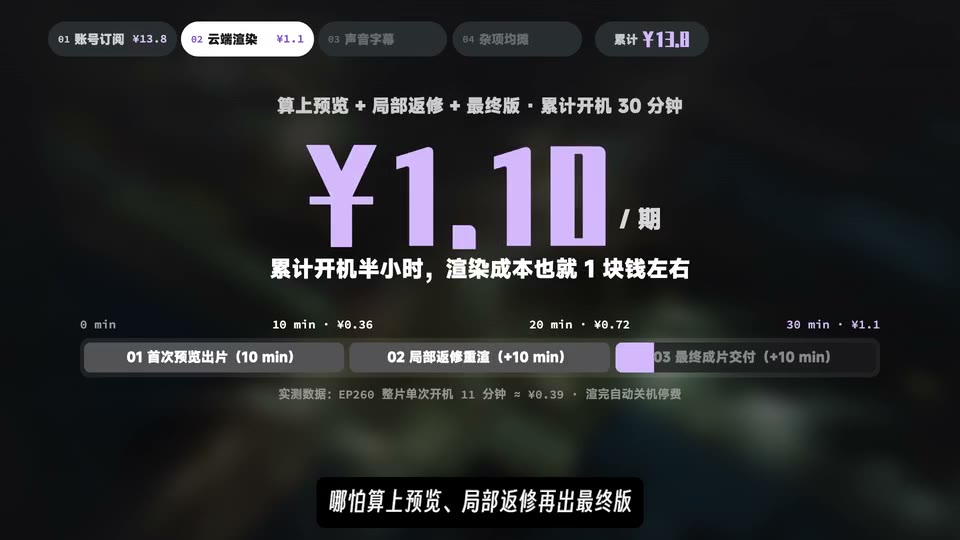 01 账号订阅 ¥13.8 02 云端渲染 ¥1.1 03 声音字幕 04 杂项均摊 累计 ¥13.8
算上预览 + 局部返修 + 最终版 · 累计开机 30 分钟
¥1.10 / 期
累计开机半小时，渲染成本也就 1 块钱左右
0 min 10 min · ¥0.36 20 min · ¥0.72 30 min · ¥1.1
01 首次预览出片（10 min） 02 局部返修重渲（+10 min） 03 最终成片交付（+10 min）
实测数据：EP260 整片单次开机 11 分钟 ≈ ¥0.39 · 渲完自动关机停费
哪怕算上预览、局部返修再出最终版